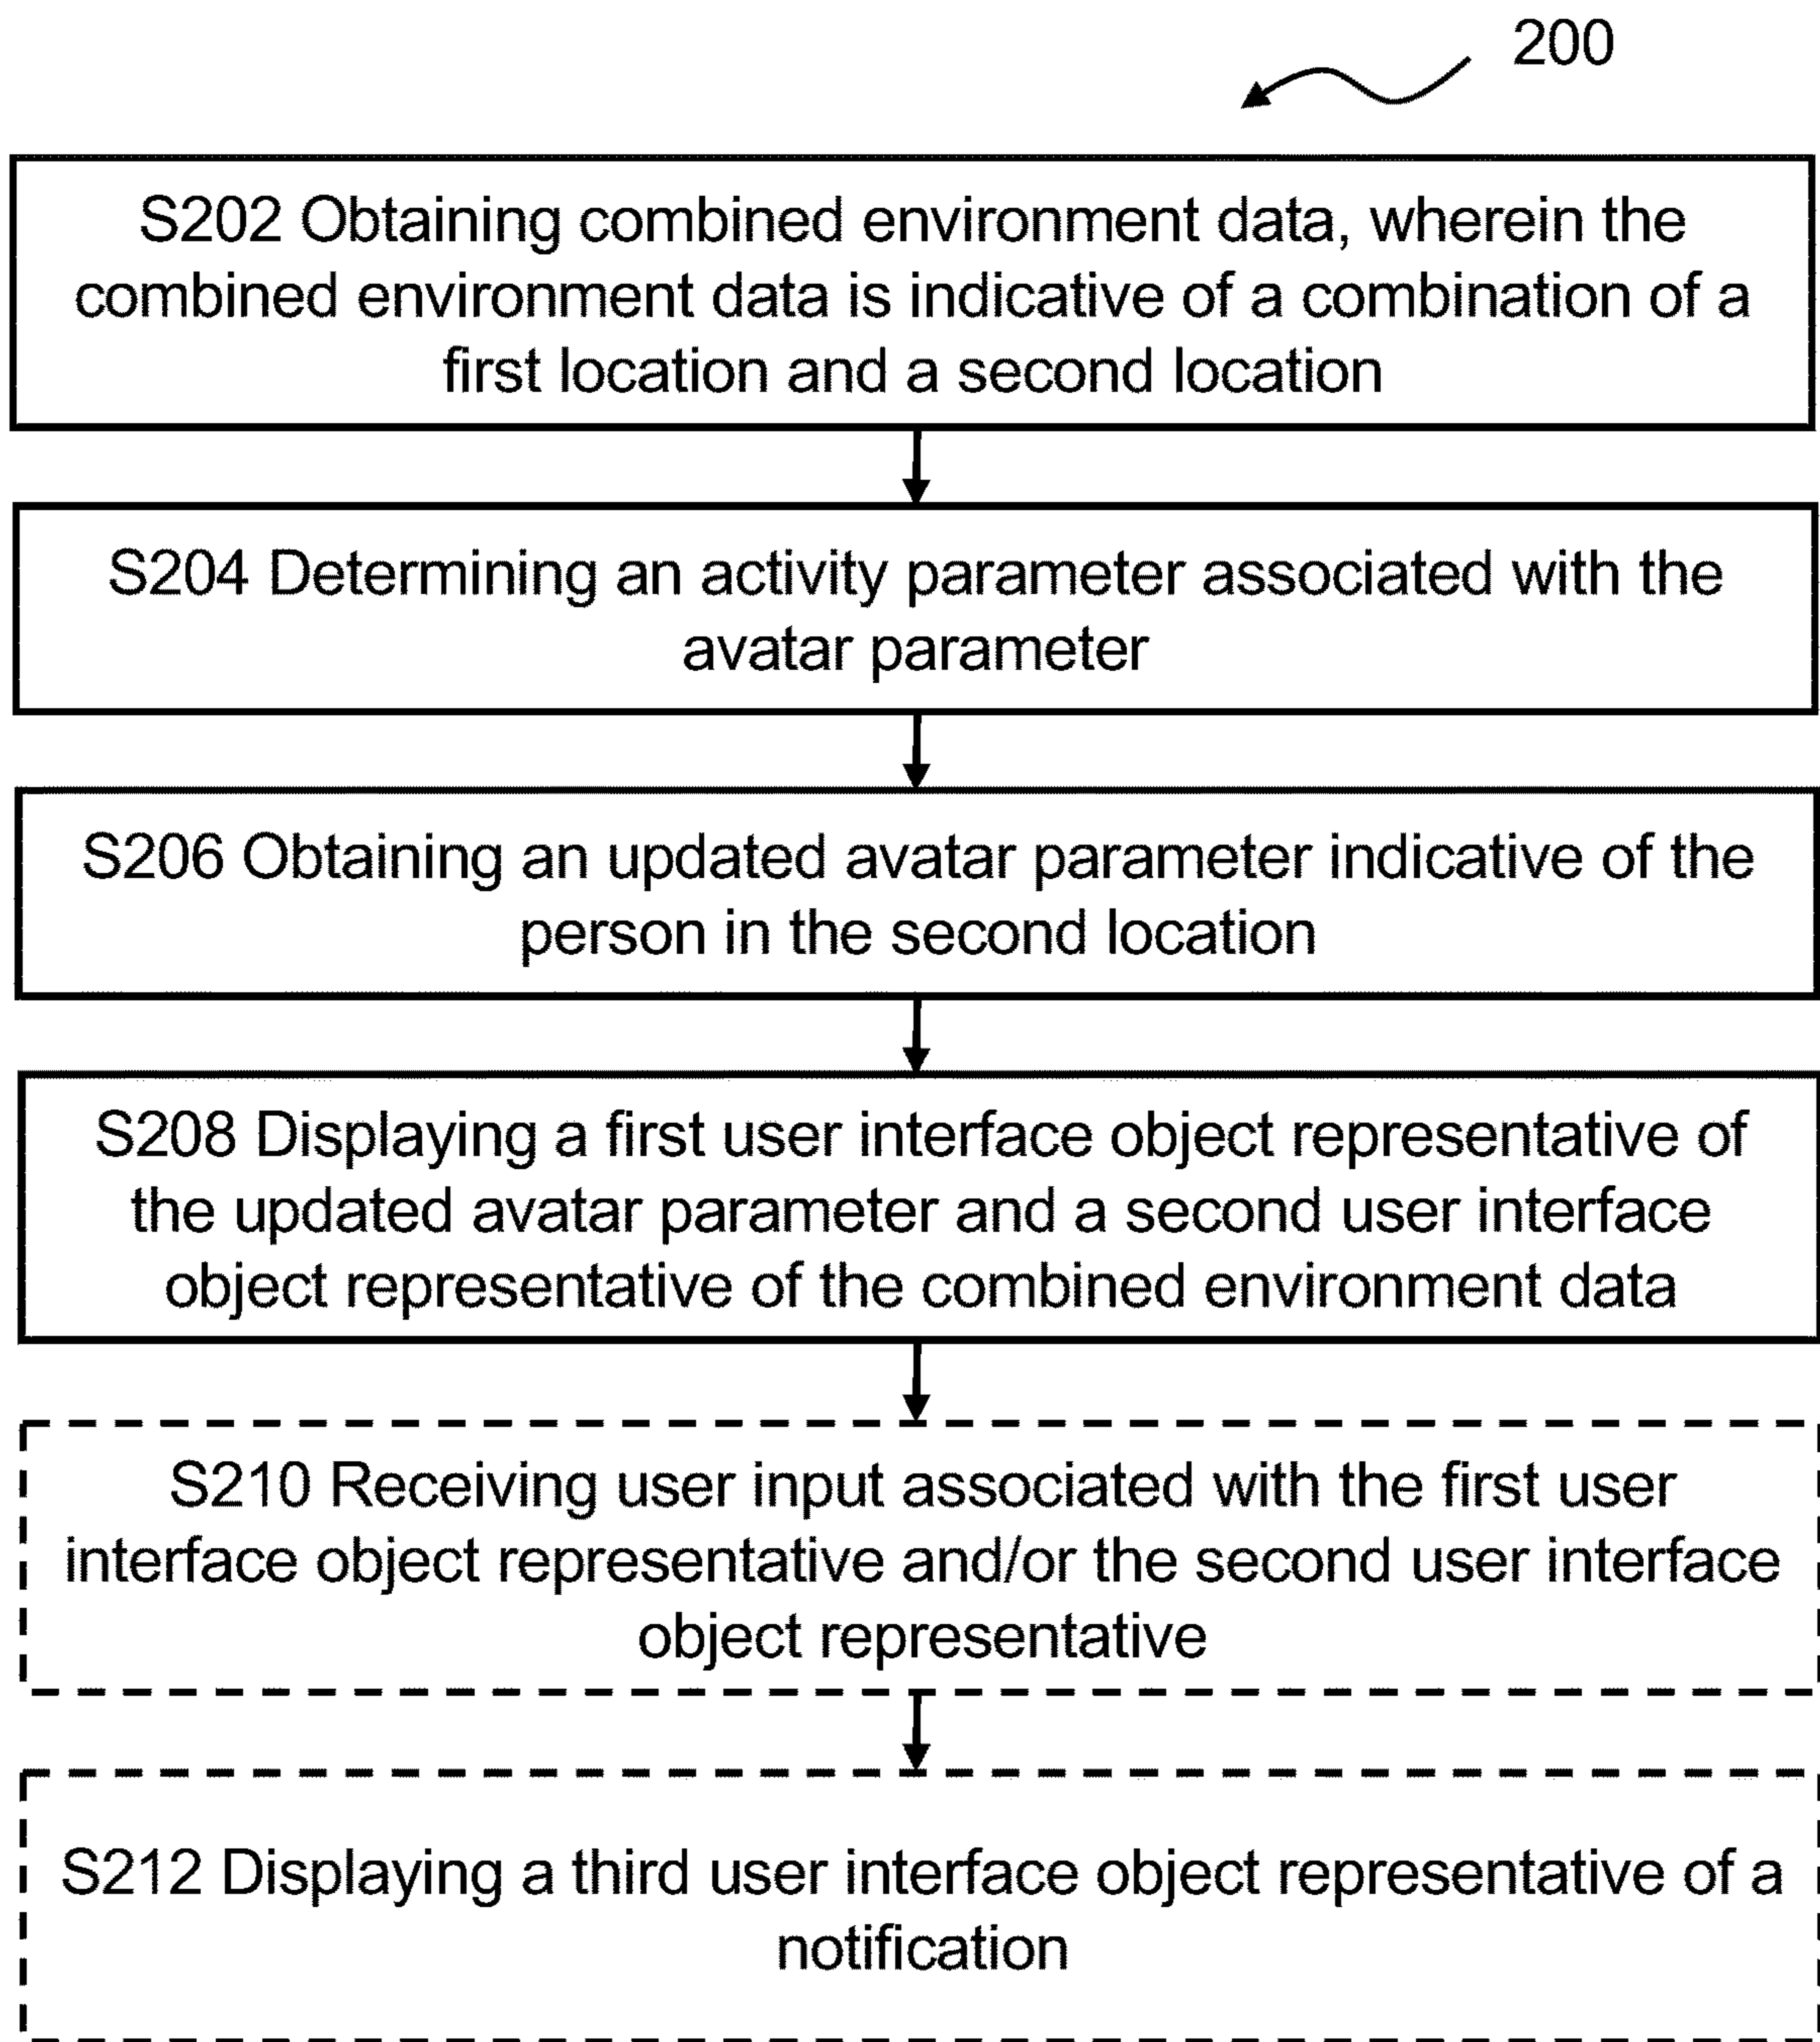 200
S202 Obtaining combined environment data, wherein the
combined environment data is indicative of a combination of a
first location and a second location
S204 Determining an activity parameter associated with the
avatar parameter
S206 Obtaining an updated avatar parameter indicative of the
person in the second location
S208 Displaying a first user interface object representative of
the updated avatar parameter and a second user interface
object representative of the combined environment data
S210 Receiving user input associated with the first user
interface object representative and/or the second user interface
object representative
S212 Displaying a third user interface object representative of a
notification